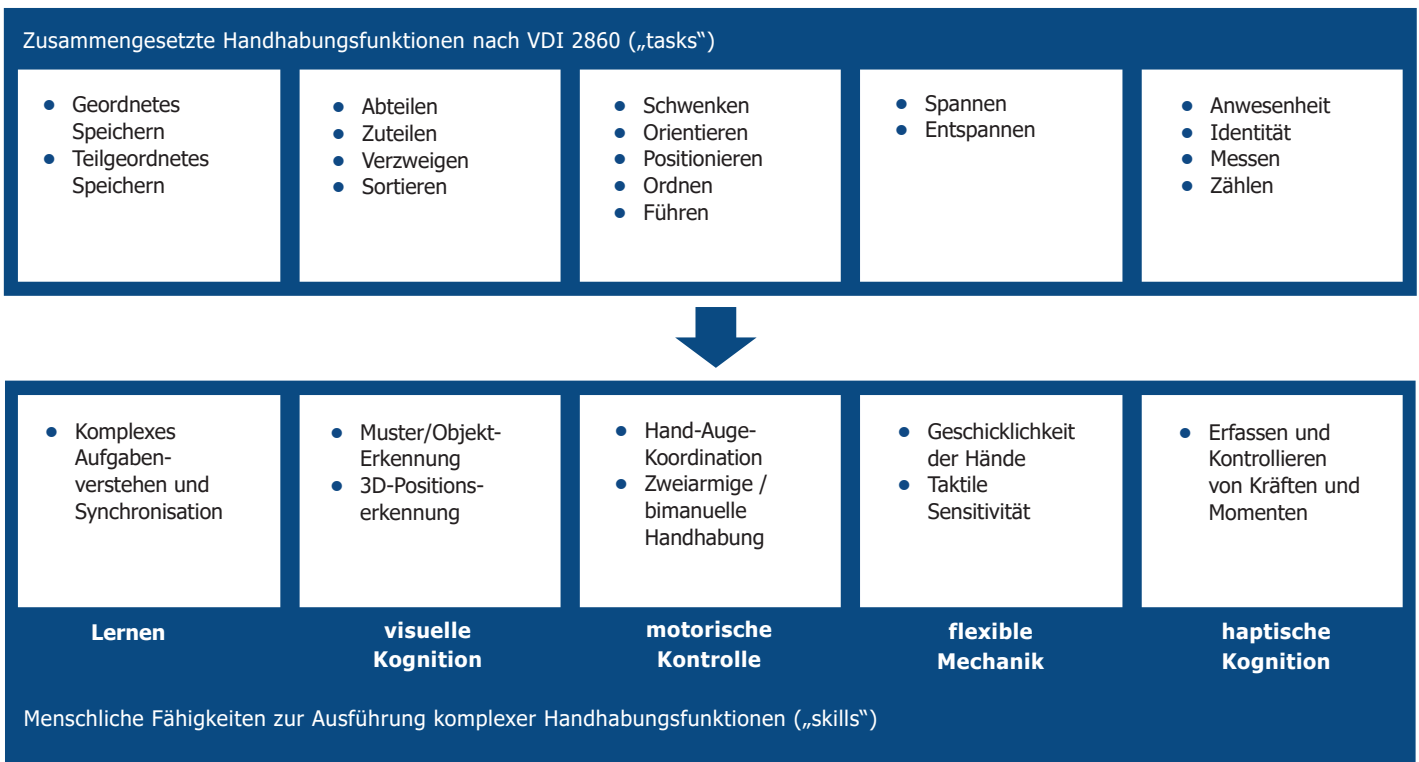 Zusammengesetzte Handhabungsfunktionen nach VDI 2860 („tasks“)
• Geordnetes
Speichern
• Teilgeordnetes
Speichern
• Abteilen
• Zuteilen
• Verzweigen
• Sortieren
• Schwenken
• Orientieren
• Positionieren
• Ordnen
• Führen
• Spannen
• Entspannen
• Anwesenheit
• Identität
• Messen
• Zählen
• Komplexes
Aufgaben-
verstehen und
Synchronisation
• Muster/Objekt-
Erkennung
• 3D-Positions-
erkennung
• Hand-Auge-
Koordination
• Zweiarmige /
bimanuelle
Handhabung
• Geschicklichkeit
der Hände
• Taktile
Sensitivität
• Erfassen und
Kontrollieren
von Kräften und
Momenten
Lernen
visuelle
Kognition
motorische
Kontrolle
flexible
Mechanik
haptische
Kognition
Menschliche Fähigkeiten zur Ausführung komplexer Handhabungsfunktionen („skills“)